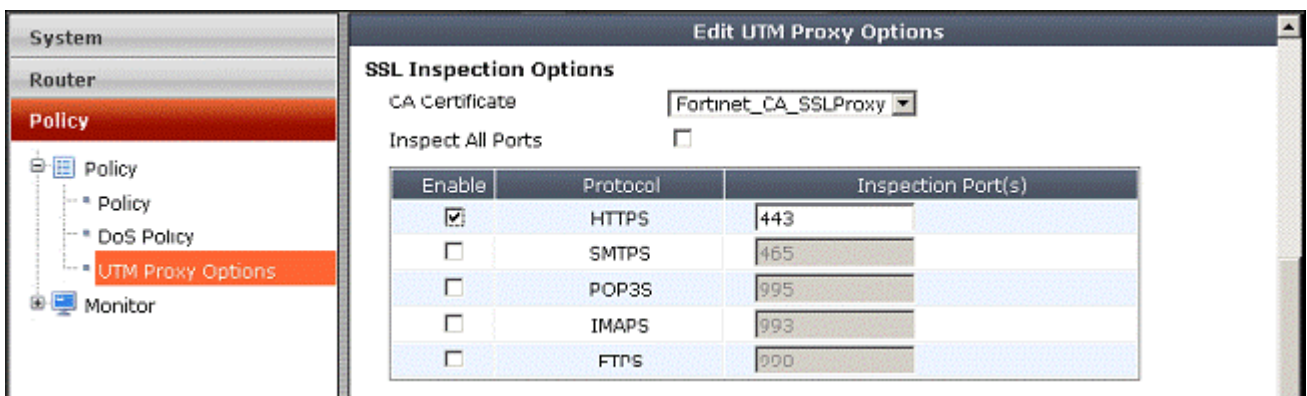 System
Router
Policy
Policy
Policy
DoS Policy
UTM Proxy Options
Monitor
Edit UTM Proxy Options
SSL Inspection Options
CA Certificate Fortinet_CA_SSLProxy
Inspect All Ports
Enable Protocol Inspection Port(s)
HTTPS 443
SMTPS 465
POP3S 995
IMAPS 993
FTPS 990